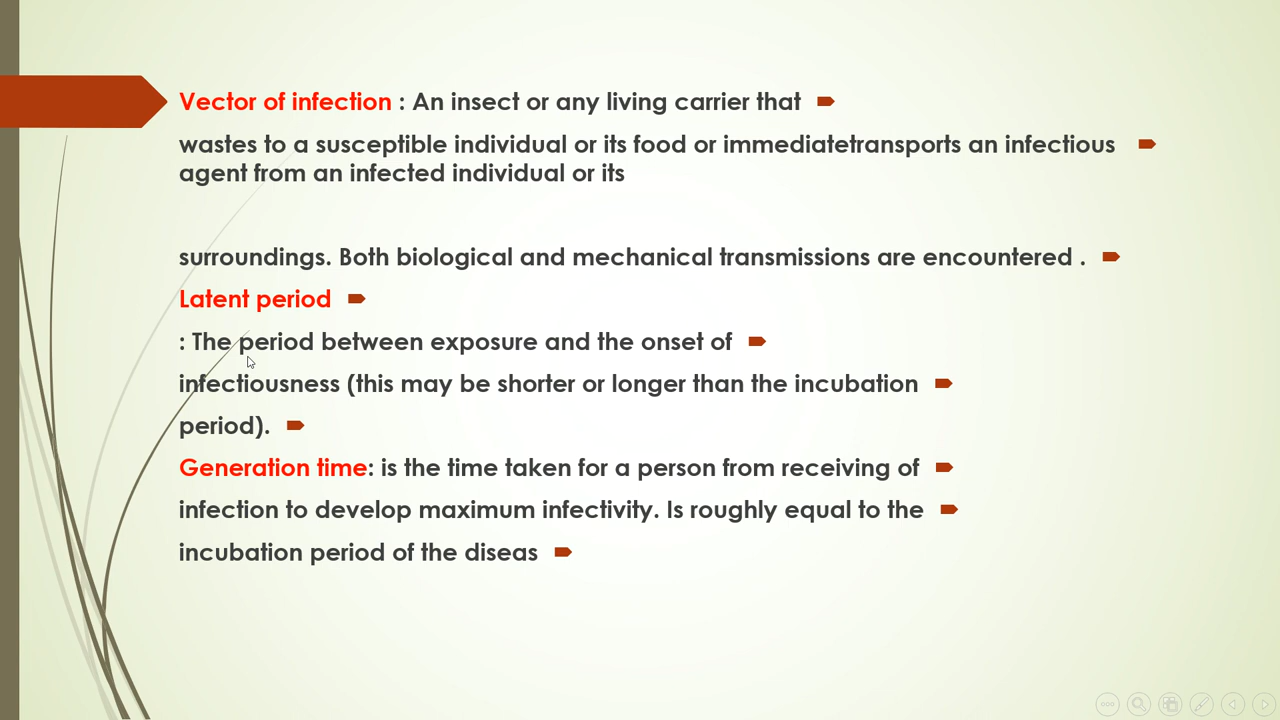 Vector of infection : An insect or any living carrier that
wastes to a susceptible individual or its food or immediatetransports an infectious
agent from an infected individual or its
surroundings. Both biological and mechanical transmissions are encountered .
Latent period
: The period between exposure and the onset of
infectiousness (this may be shorter or longer than the incubation
period).
Generation time: is the time taken for a person from receiving of
infection to develop maximum infectivity. Is roughly equal to the
incubation period of the diseas